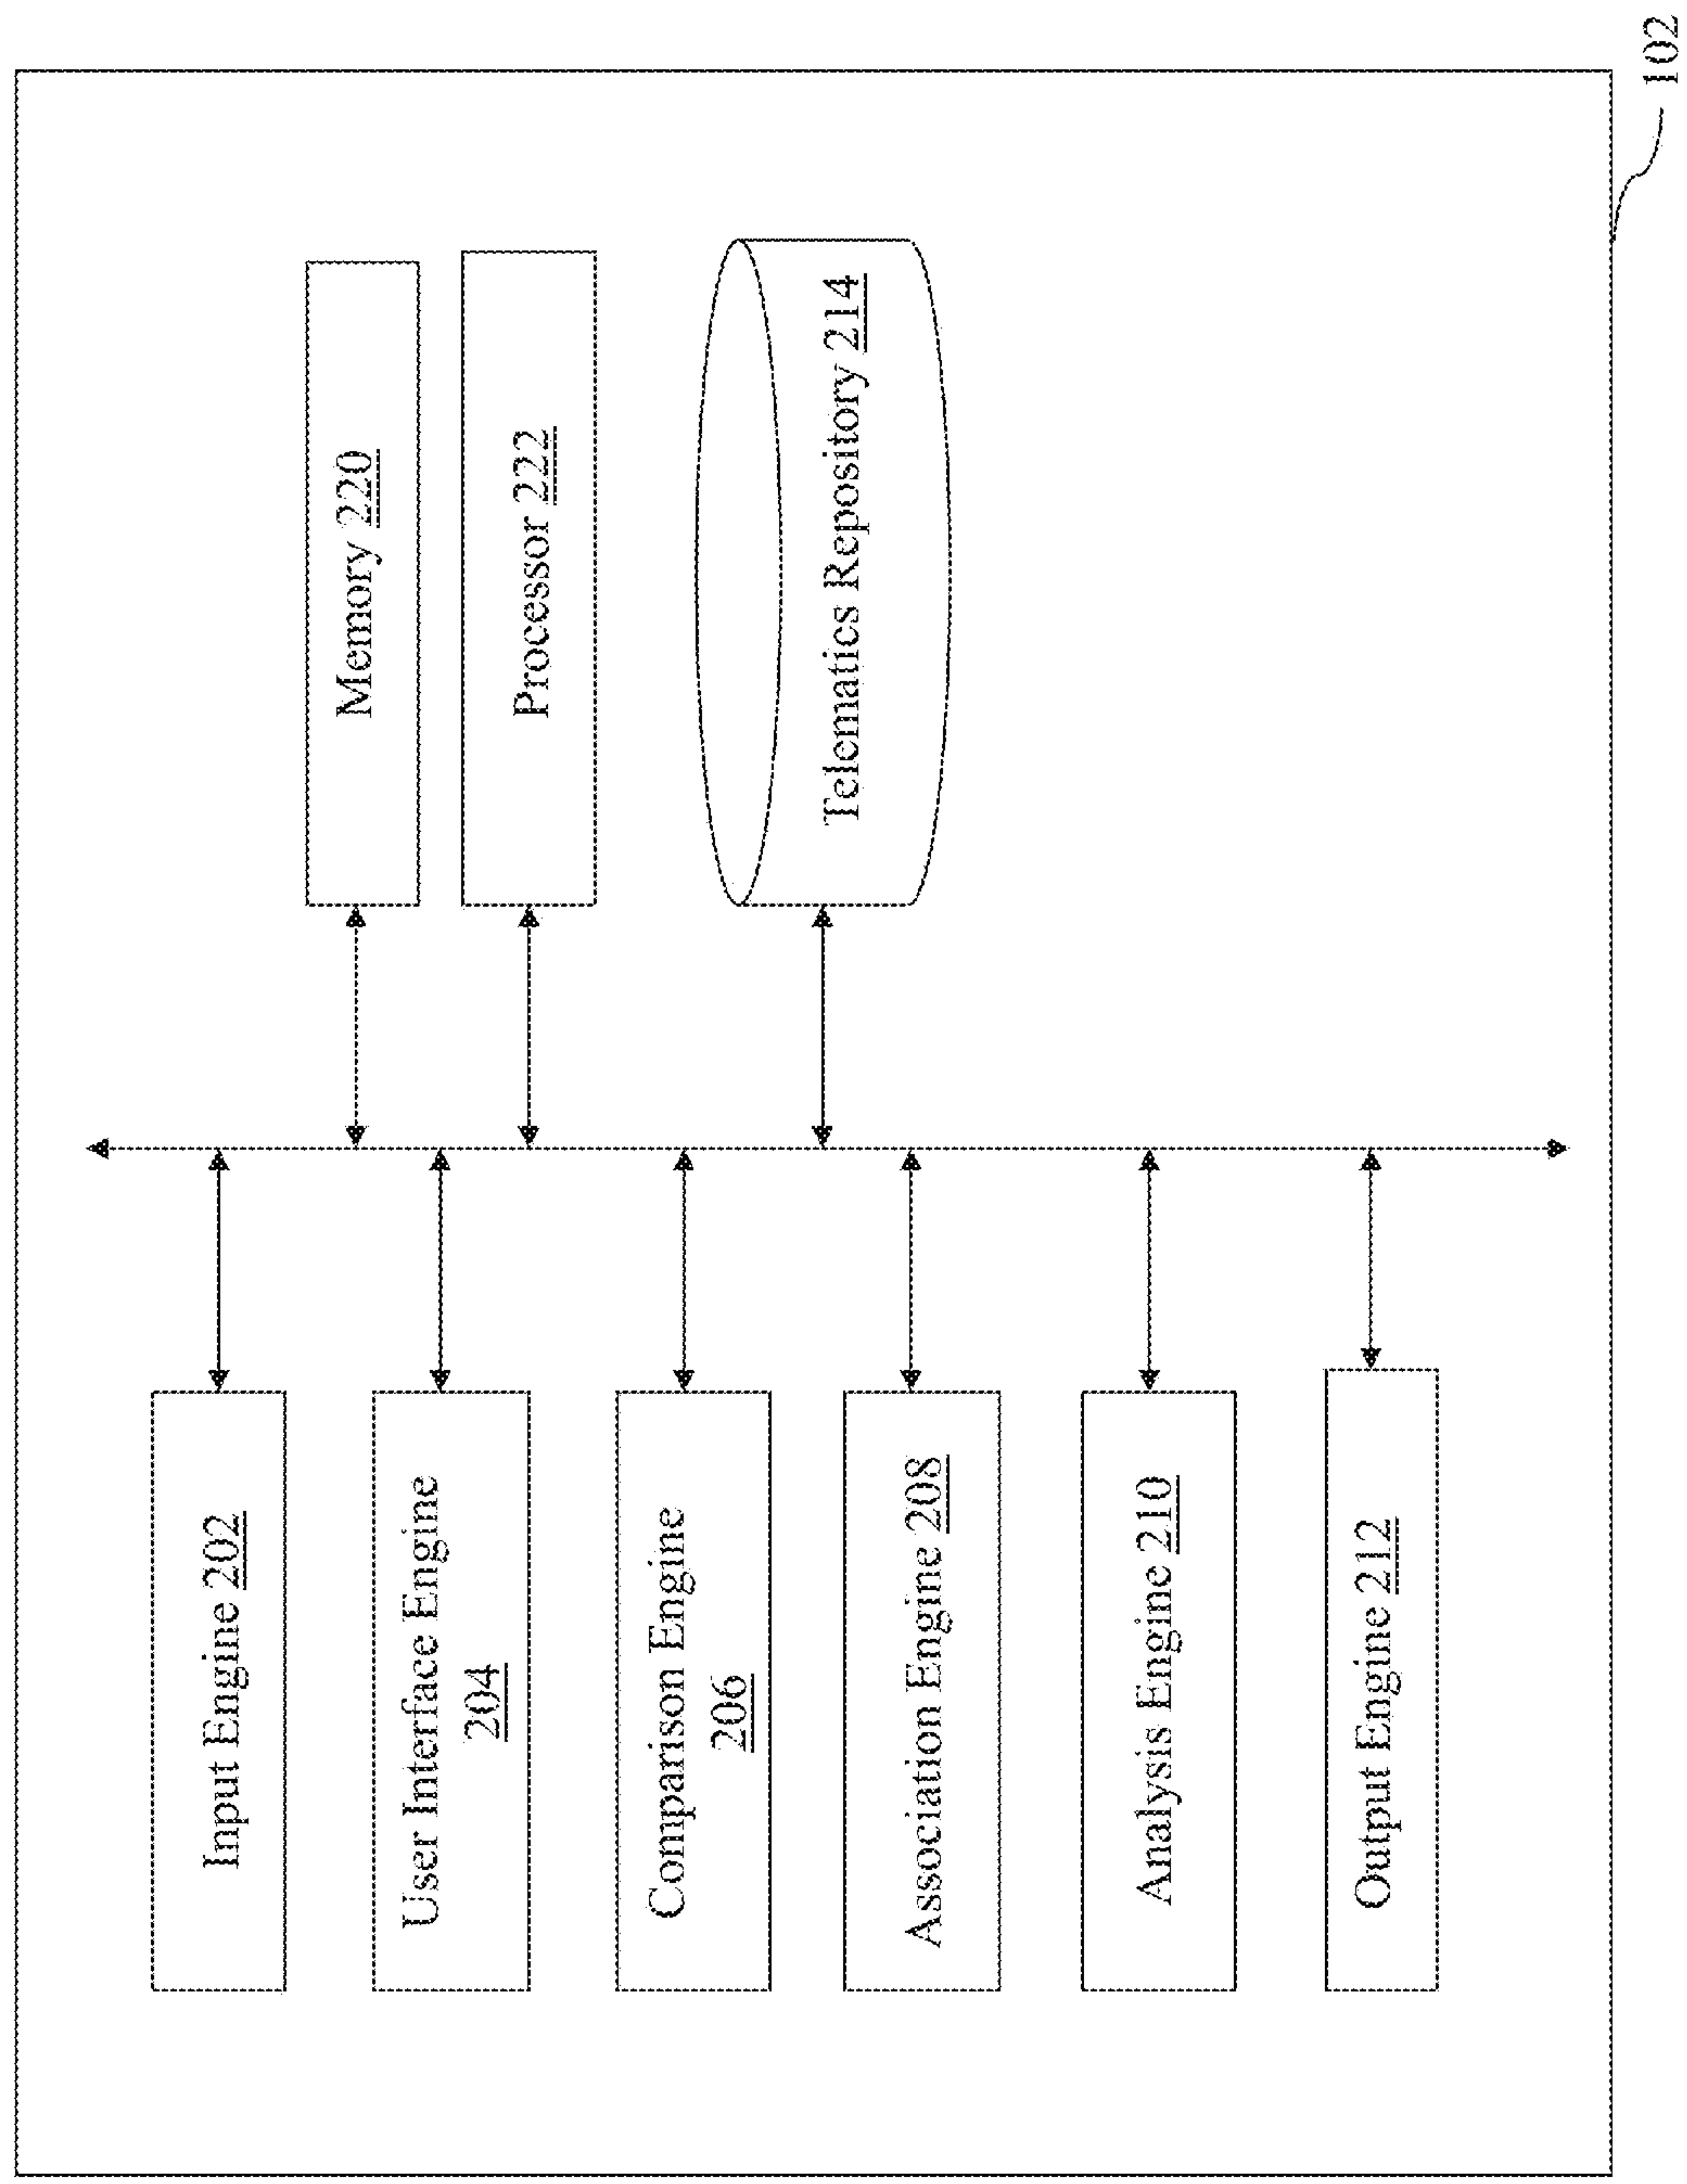 Input Engine 202
User Interface Engine
204
Comparison Engine
206
Association Engine 208
Analysis Engine 210
Output Engine 212
Memory 220
Processor 222
Telematics Repository 214
102